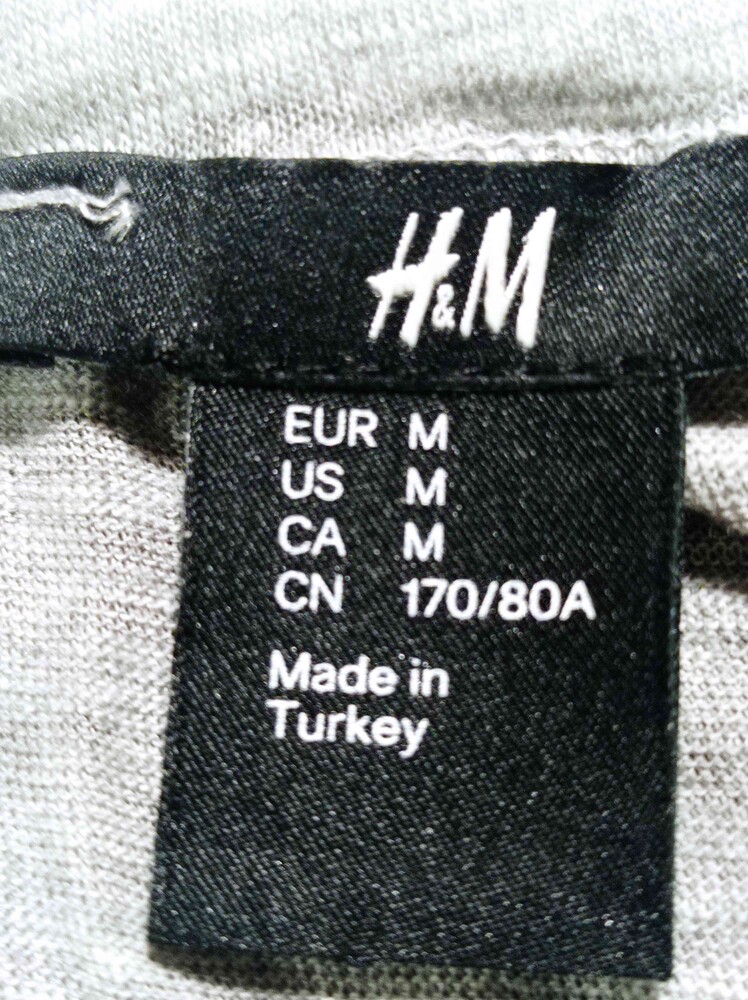 H&M
EUR M
US M
CA M
CN 170/80A
Made in
Turkey